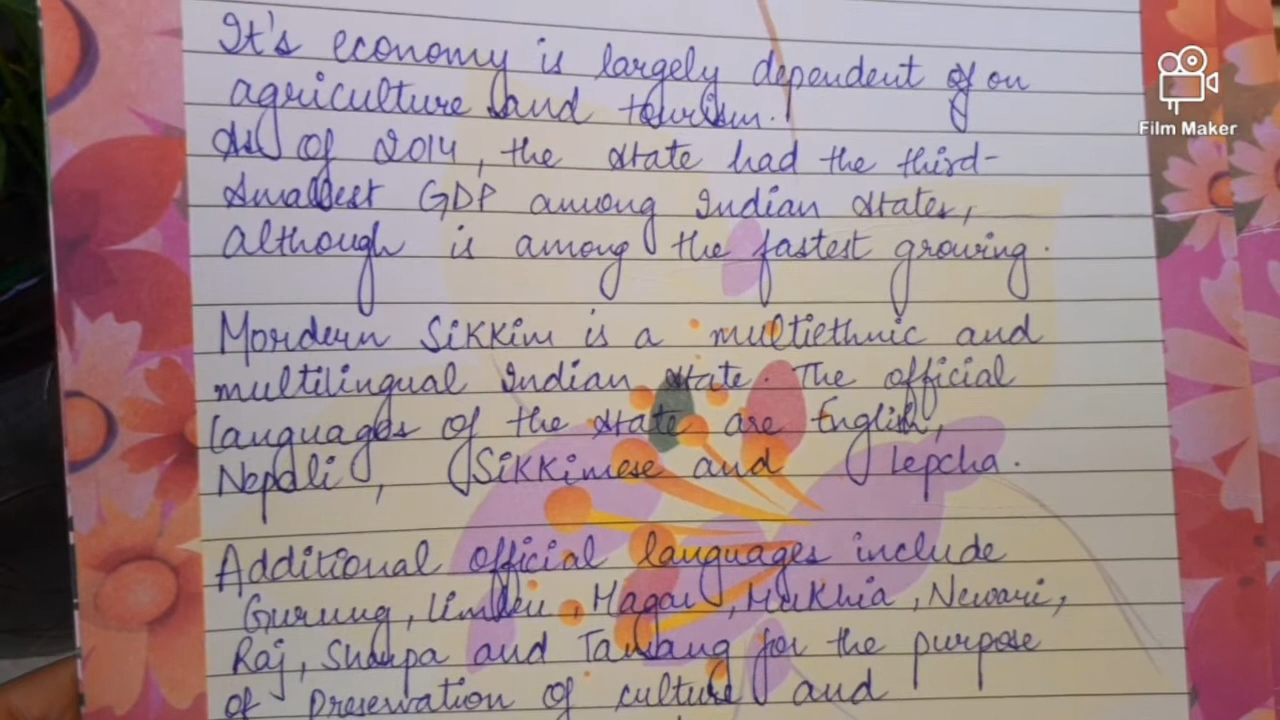 It's economy is largely dependent on
agriculture and tourism.
As of 2014, the state had the third-
smallest GDP among Indian states,
although is among the fastest growing.
Mordern Sikkim is a multiethnic and
multilingual Indian state. The official
languages of the state are English,
Nepali, Sikkimese and Lepcha.
Additional official languages include
Gurung, Limbu, Magar, Mukhia, Newari,
Raj, Sharpa and Tamang for the purpose
of preservation of culture and
Film Maker